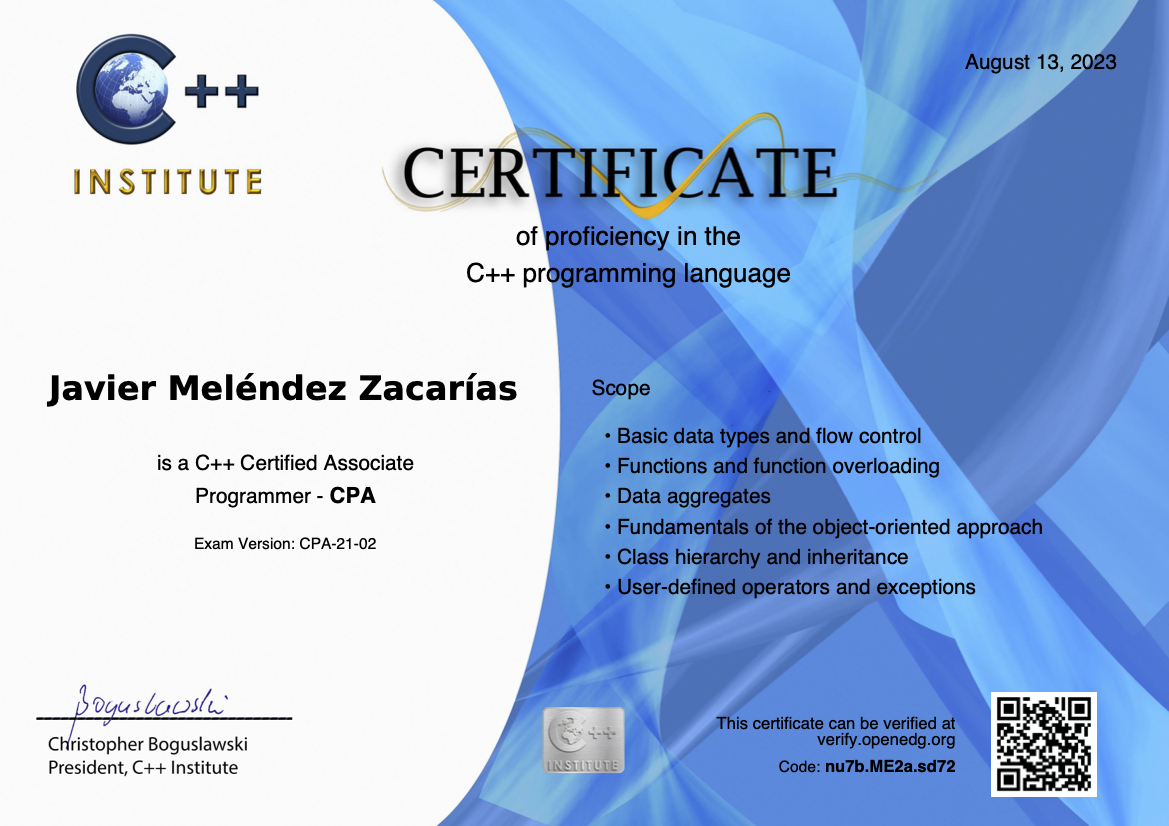 August 13, 2023
C++
INSTITUTE
CERTIFICATE
of proficiency in the
C++ programming language
Javier Meléndez Zacarías
is a C++ Certified Associate
Programmer - CPA
Exam Version: CPA-21-02
Scope
• Basic data types and flow control
• Functions and function overloading
• Data aggregates
• Fundamentals of the object-oriented approach
• Class hierarchy and inheritance
• User-defined operators and exceptions
Boguslawski
Christopher Boguslawski
President, C++ Institute
C++
INSTITUTE
This certificate can be verified at
verify.openedg.org
Code: nu7b.ME2a.sd72